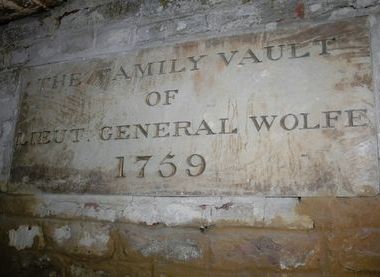 THE FAMILY VAULT
OF
LIEUT. GENERAL WOLFE
1759